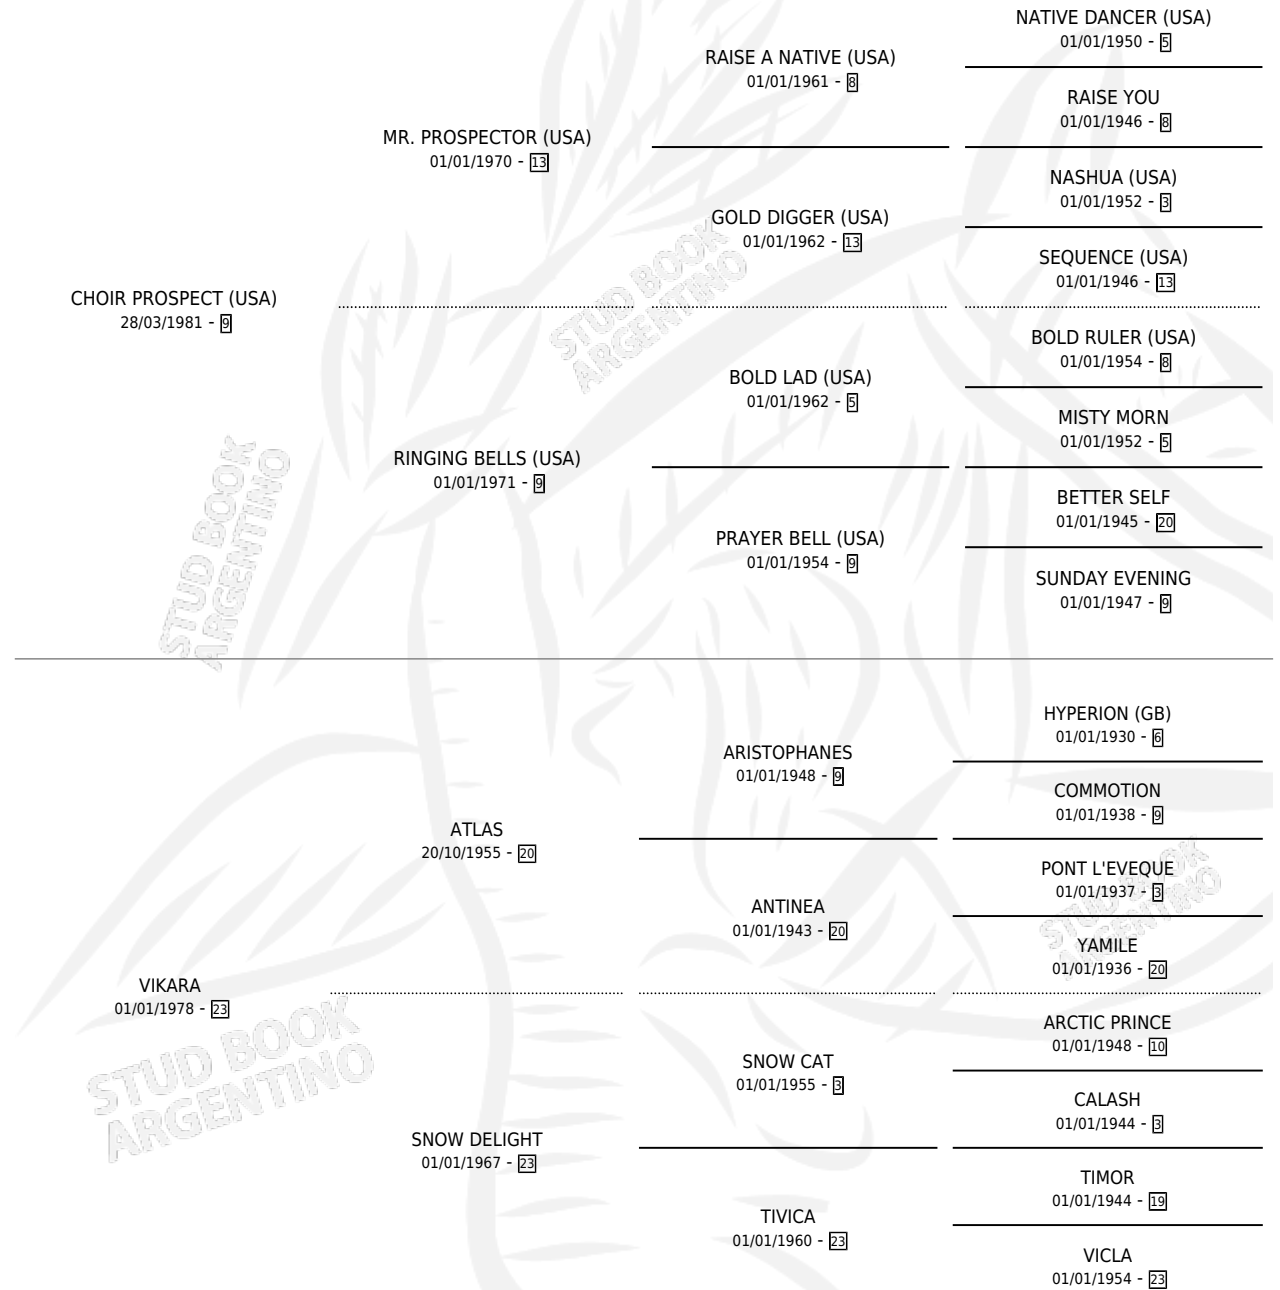 NATIVE DANCER (USA)
01/01/1950 - 5
RAISE A NATIVE (USA)
01/01/1961 - 8
RAISE YOU
01/01/1946 - 8
MR. PROSPECTOR (USA)
01/01/1970 - 13
NASHUA (USA)
01/01/1952 - 3
GOLD DIGGER (USA)
01/01/1962 - 13
SEQUENCE (USA)
01/01/1946 - 13
CHOIR PROSPECT (USA)
28/03/1981 - 9
BOLD RULER (USA)
01/01/1954 - 8
BOLD LAD (USA)
01/01/1962 - 5
MISTY MORN
01/01/1952 - 5
RINGING BELLS (USA)
01/01/1971 - 9
BETTER SELF
01/01/1945 - 20
PRAYER BELL (USA)
01/01/1954 - 9
SUNDAY EVENING
01/01/1947 - 9
HYPERION (GB)
01/01/1930 - 6
ARISTOPHANES
01/01/1948 - 9
COMMOTION
01/01/1938 - 9
ATLAS
20/10/1955 - 20
PONT L'EVEQUE
01/01/1937 - 3
ANTINEA
01/01/1943 - 20
YAMILE
01/01/1936 - 20
VIKARA
01/01/1978 - 23
ARCTIC PRINCE
01/01/1948 - 10
SNOW CAT
01/01/1955 - 3
CALASH
01/01/1944 - 3
SNOW DELIGHT
01/01/1967 - 23
TIMOR
01/01/1944 - 19
TIVICA
01/01/1960 - 23
VICLA
01/01/1954 - 23
STUD BOOK
ARGENTINO
STUD BOOK
ARGENTINO
STUD BOOK
ARGENTINO
STUD BOOK
ARGENTINO